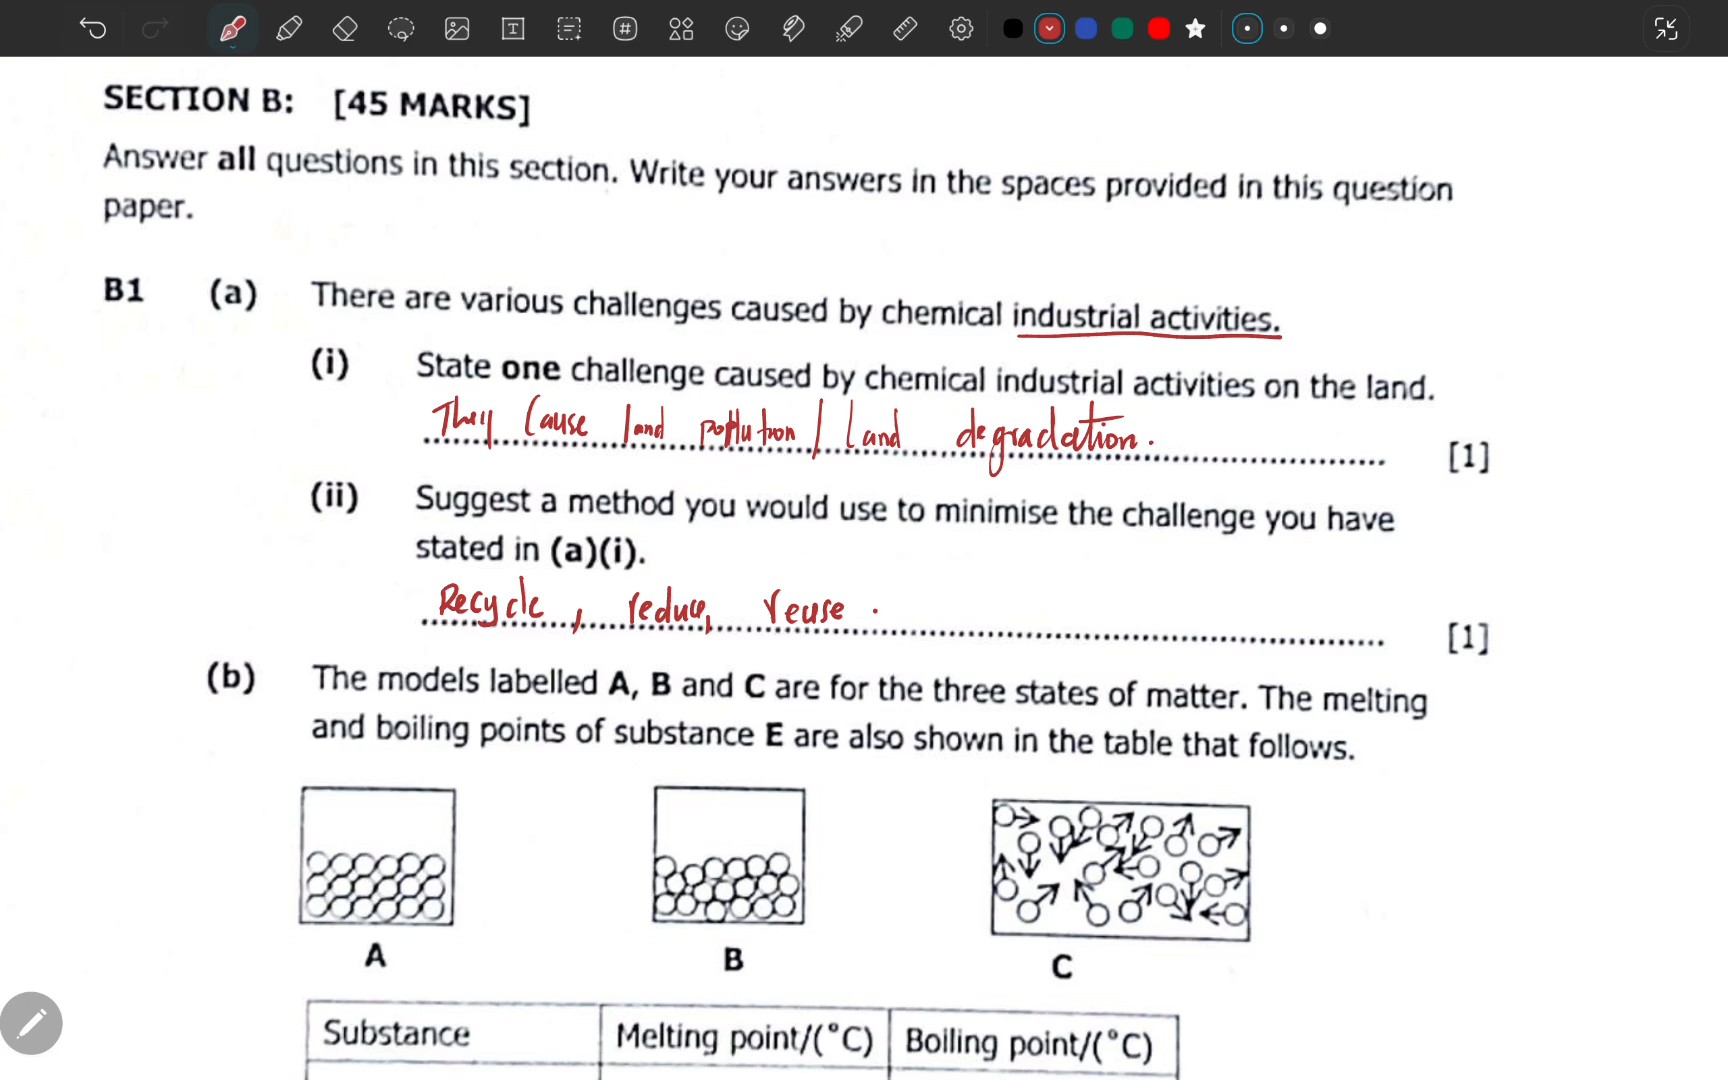 SECTION B: [45 MARKS]
Answer all questions in this section. Write your answers in the spaces provided in this question
paper.
B1 (a) There are various challenges caused by chemical industrial activities.
(i) State one challenge caused by chemical industrial activities on the land.
They cause land pollution / land degradation.
[1]
(ii) Suggest a method you would use to minimise the challenge you have
stated in (a)(i).
Recycle, reduce, reuse.
[1]
(b) The models labelled A, B and C are for the three states of matter. The melting
and boiling points of substance E are also shown in the table that follows.
A B C
Substance Melting point/(°C) Boiling point/(°C)